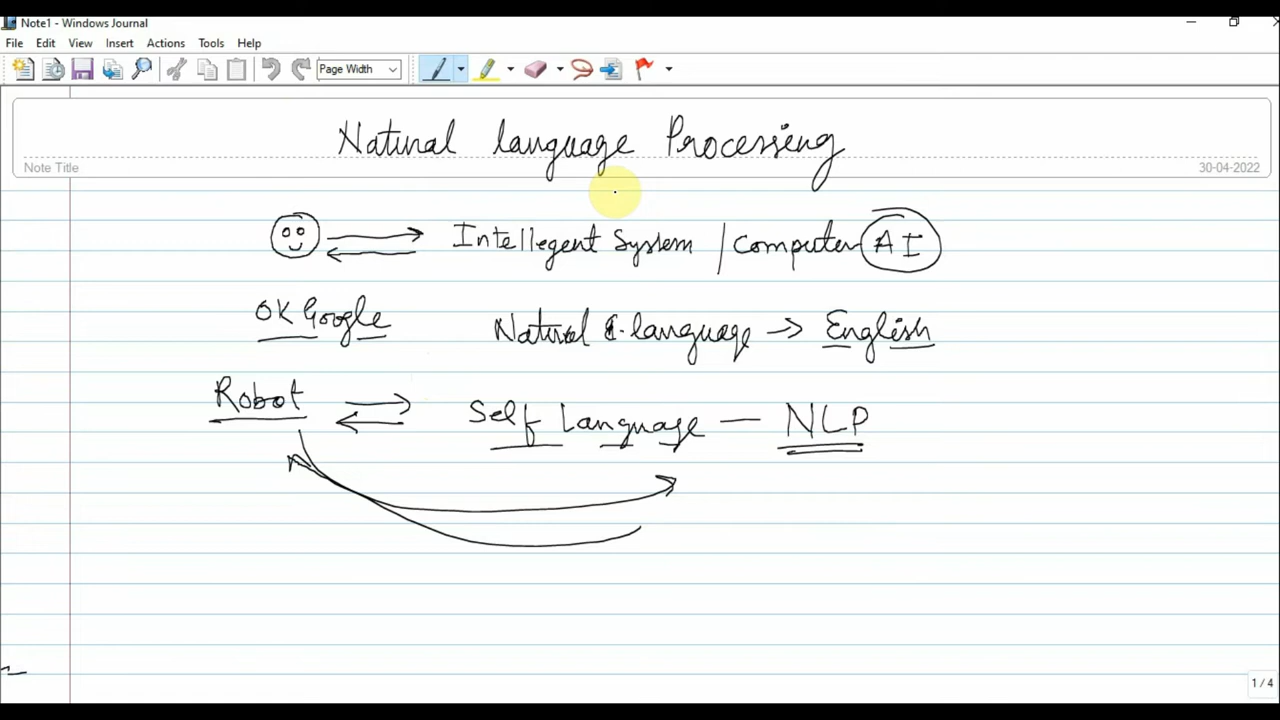 Note1 - Windows Journal
File Edit View Insert Actions Tools Help
Page Width
Natural language Processing
Note Title 30-04-2022
Intellegent System / Computer AI
OK Google Natural language → English
Robot Self Language — NLP
1 / 4